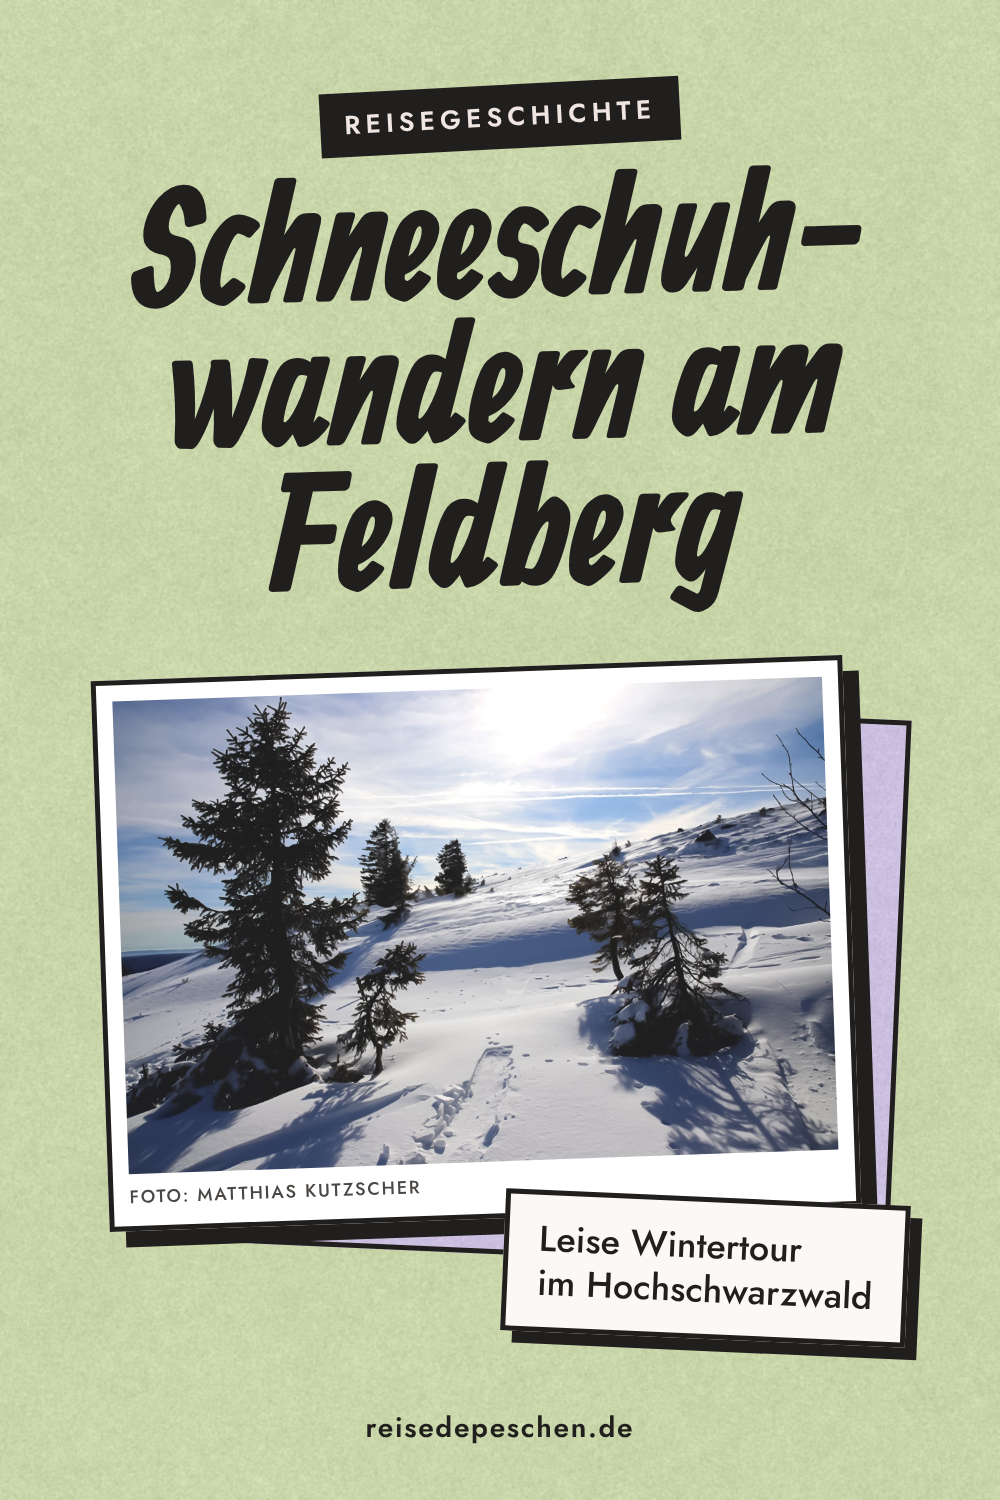 REISEGESCHICHTE
Schneeschuh-
wandern am
Feldberg
FOTO: MATTHIAS KUTZSCHER
Leise Wintertour
im Hochschwarzwald
reisedepeschen.de